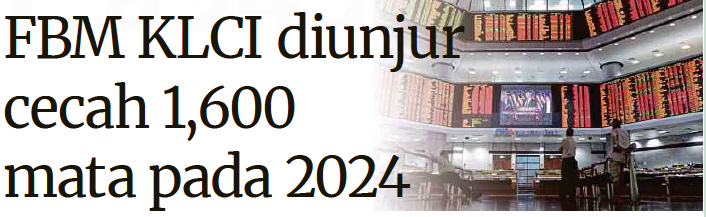 FBM KLCI diunjur
cecah 1,600
mata pada 2024